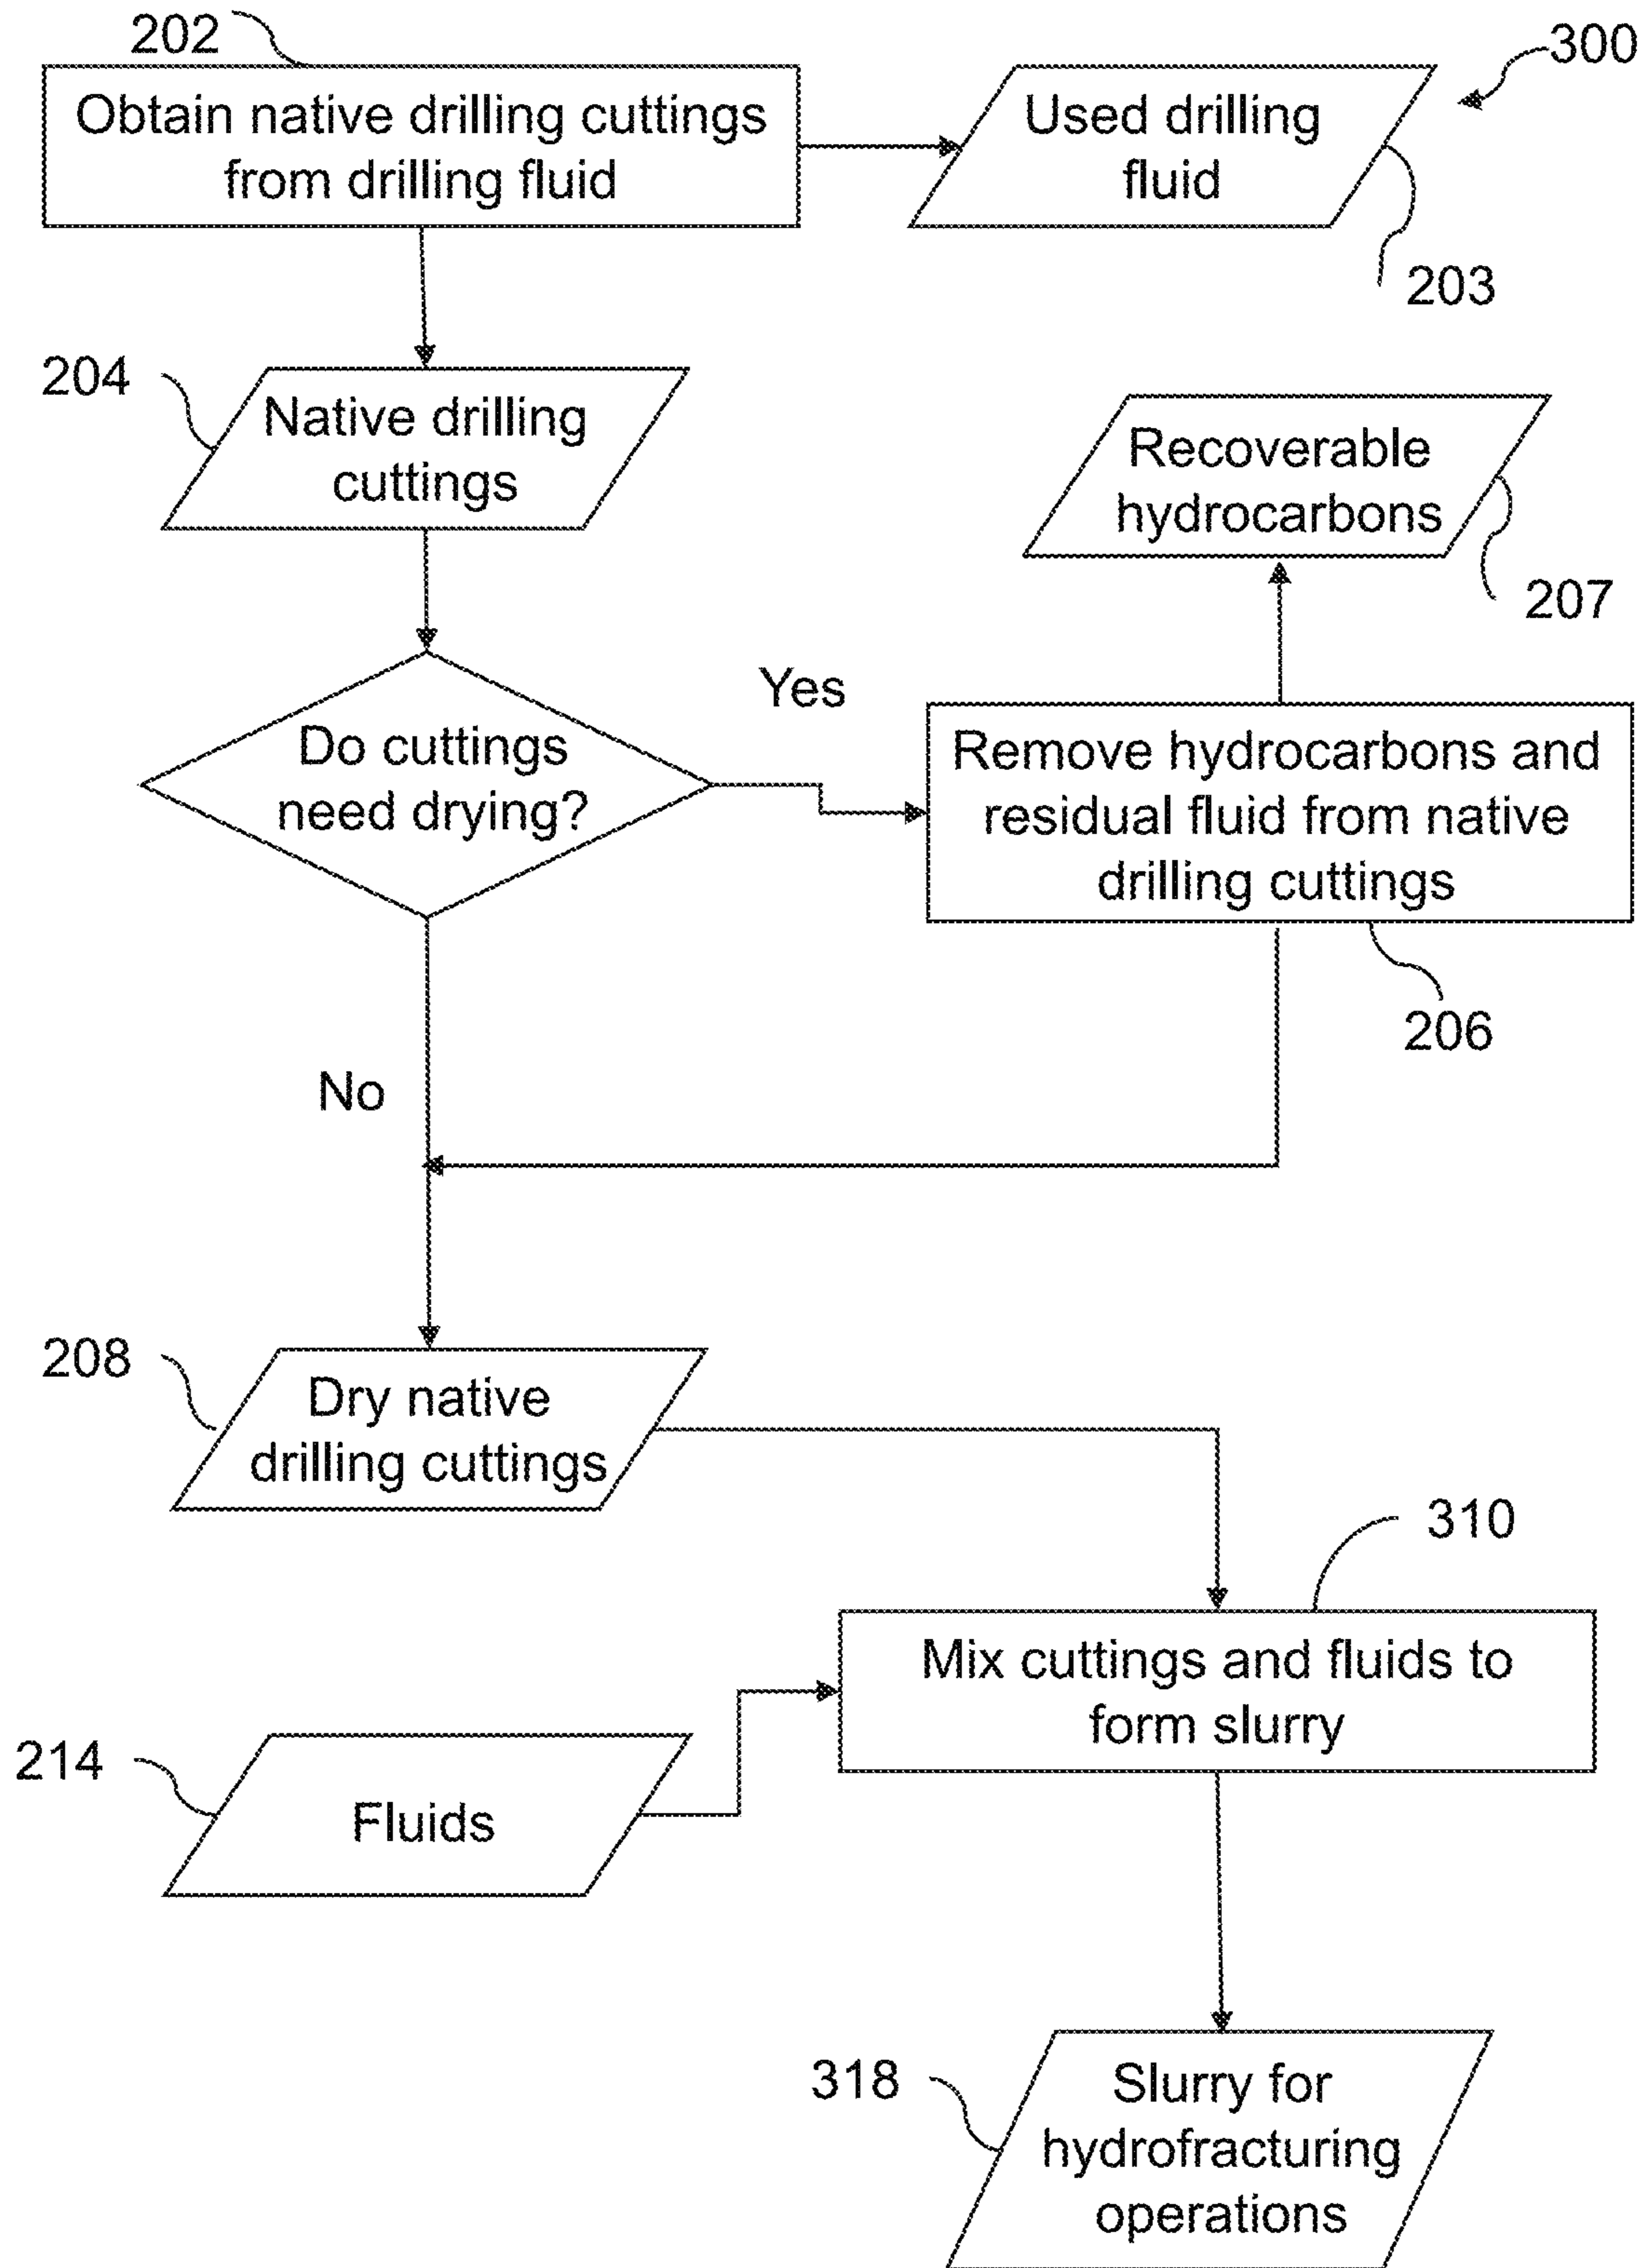 202
300
Obtain native drilling cuttings
from drilling fluid
Used drilling
fluid
203
204
Native drilling
cuttings
Recoverable
hydrocarbons
207
Do cuttings
need drying?
Yes
Remove hydrocarbons and
residual fluid from native
drilling cuttings
206
No
208
Dry native
drilling cuttings
310
Mix cuttings and fluids to
form slurry
214
Fluids
318
Slurry for
hydrofracturing
operations